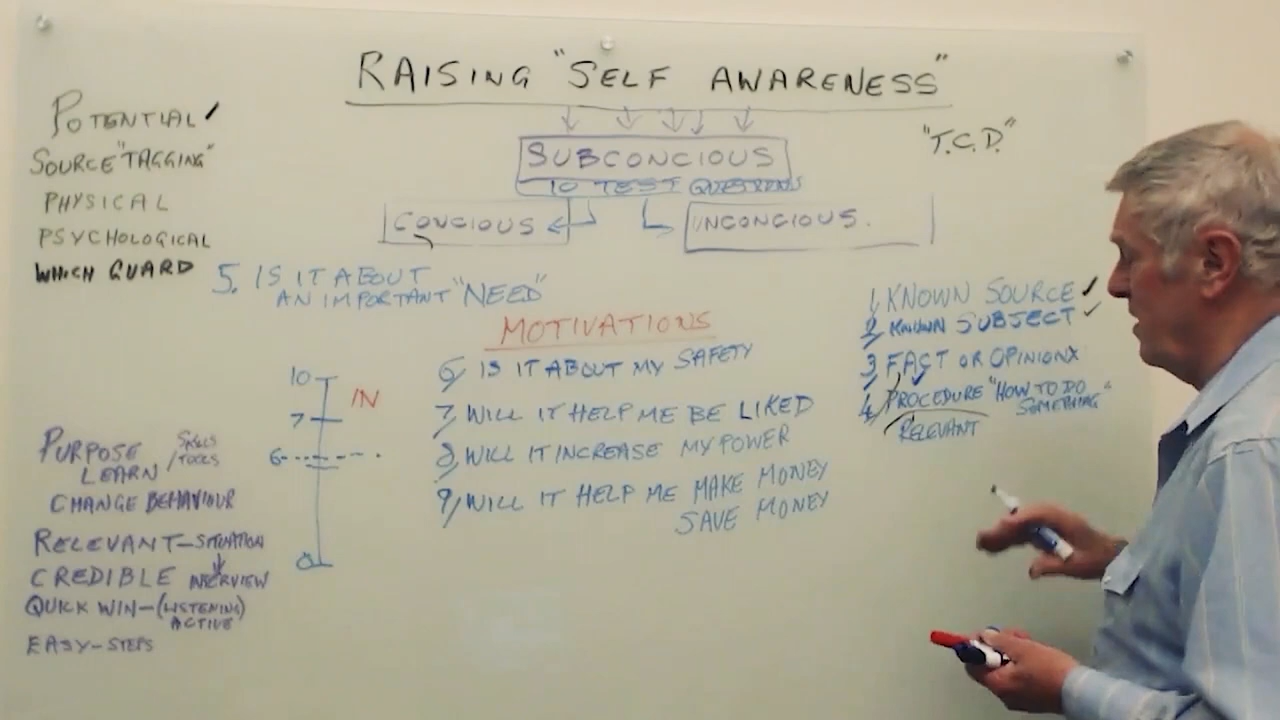 RAISING "SELF AWARENESS"
"T.C.D."
SUBCONCIOUS
10 TEST QUESTIONS
CONCIOUS
UNCONCIOUS.
POTENTIAL
SOURCE "TAGGING"
PHYSICAL
PSYCHOLOGICAL
WHICH GUARD
5. IS IT ABOUT
AN IMPORTANT "NEED"
MOTIVATIONS
6, IS IT ABOUT MY SAFETY
7, WILL IT HELP ME BE LIKED
8, WILL IT INCREASE MY POWER
9, WILL IT HELP ME MAKE MONEY
SAVE MONEY
1, KNOWN SOURCE
2, KNOWN SUBJECT
3, FACT OR OPINION X
4, PROCEDURE "HOW TO DO
SOMETHING"
RELEVANT
10
IN
7
6
0
PURPOSE
LEARN / SKILLS
TOOLS
CHANGE BEHAVIOUR
RELEVANT-SITUATION
CREDIBLE
QUICK WIN-(LISTENING)
ACTIVE
EASY-STEPS